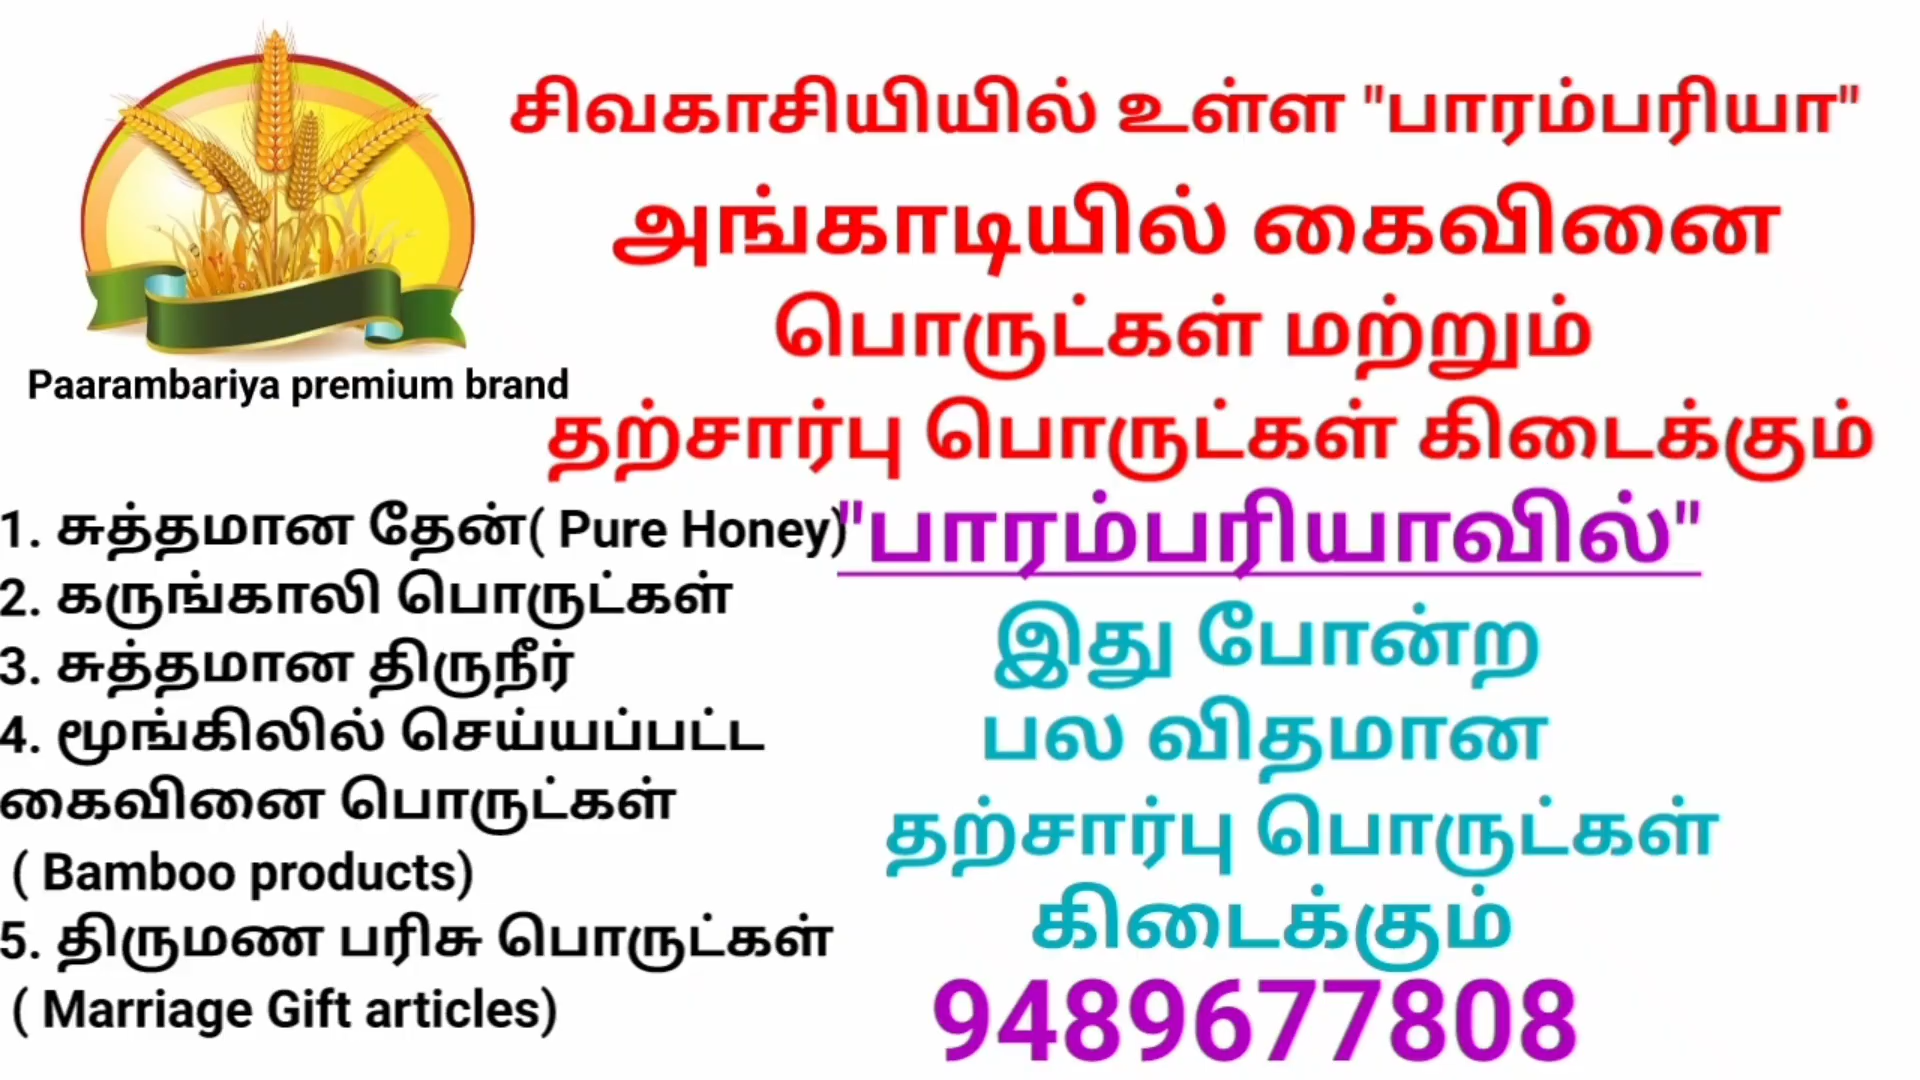 சிவகாசியியில் உள்ள "பாரம்பரியா"
அங்காடியில் கைவினை
பொருட்கள் மற்றும்
தற்சார்பு பொருட்கள் கிடைக்கும்
Paarambariya premium brand
1. சுத்தமான தேன்( Pure Honey)
2. கருங்காலி பொருட்கள்
3. சுத்தமான திருநீர்
4. மூங்கிலில் செய்யப்பட்ட
கைவினை பொருட்கள்
( Bamboo products)
5. திருமண பரிசு பொருட்கள்
( Marriage Gift articles)
"பாரம்பரியாவில்"
இது போன்ற
பல விதமான
தற்சார்பு பொருட்கள்
கிடைக்கும்
9489677808